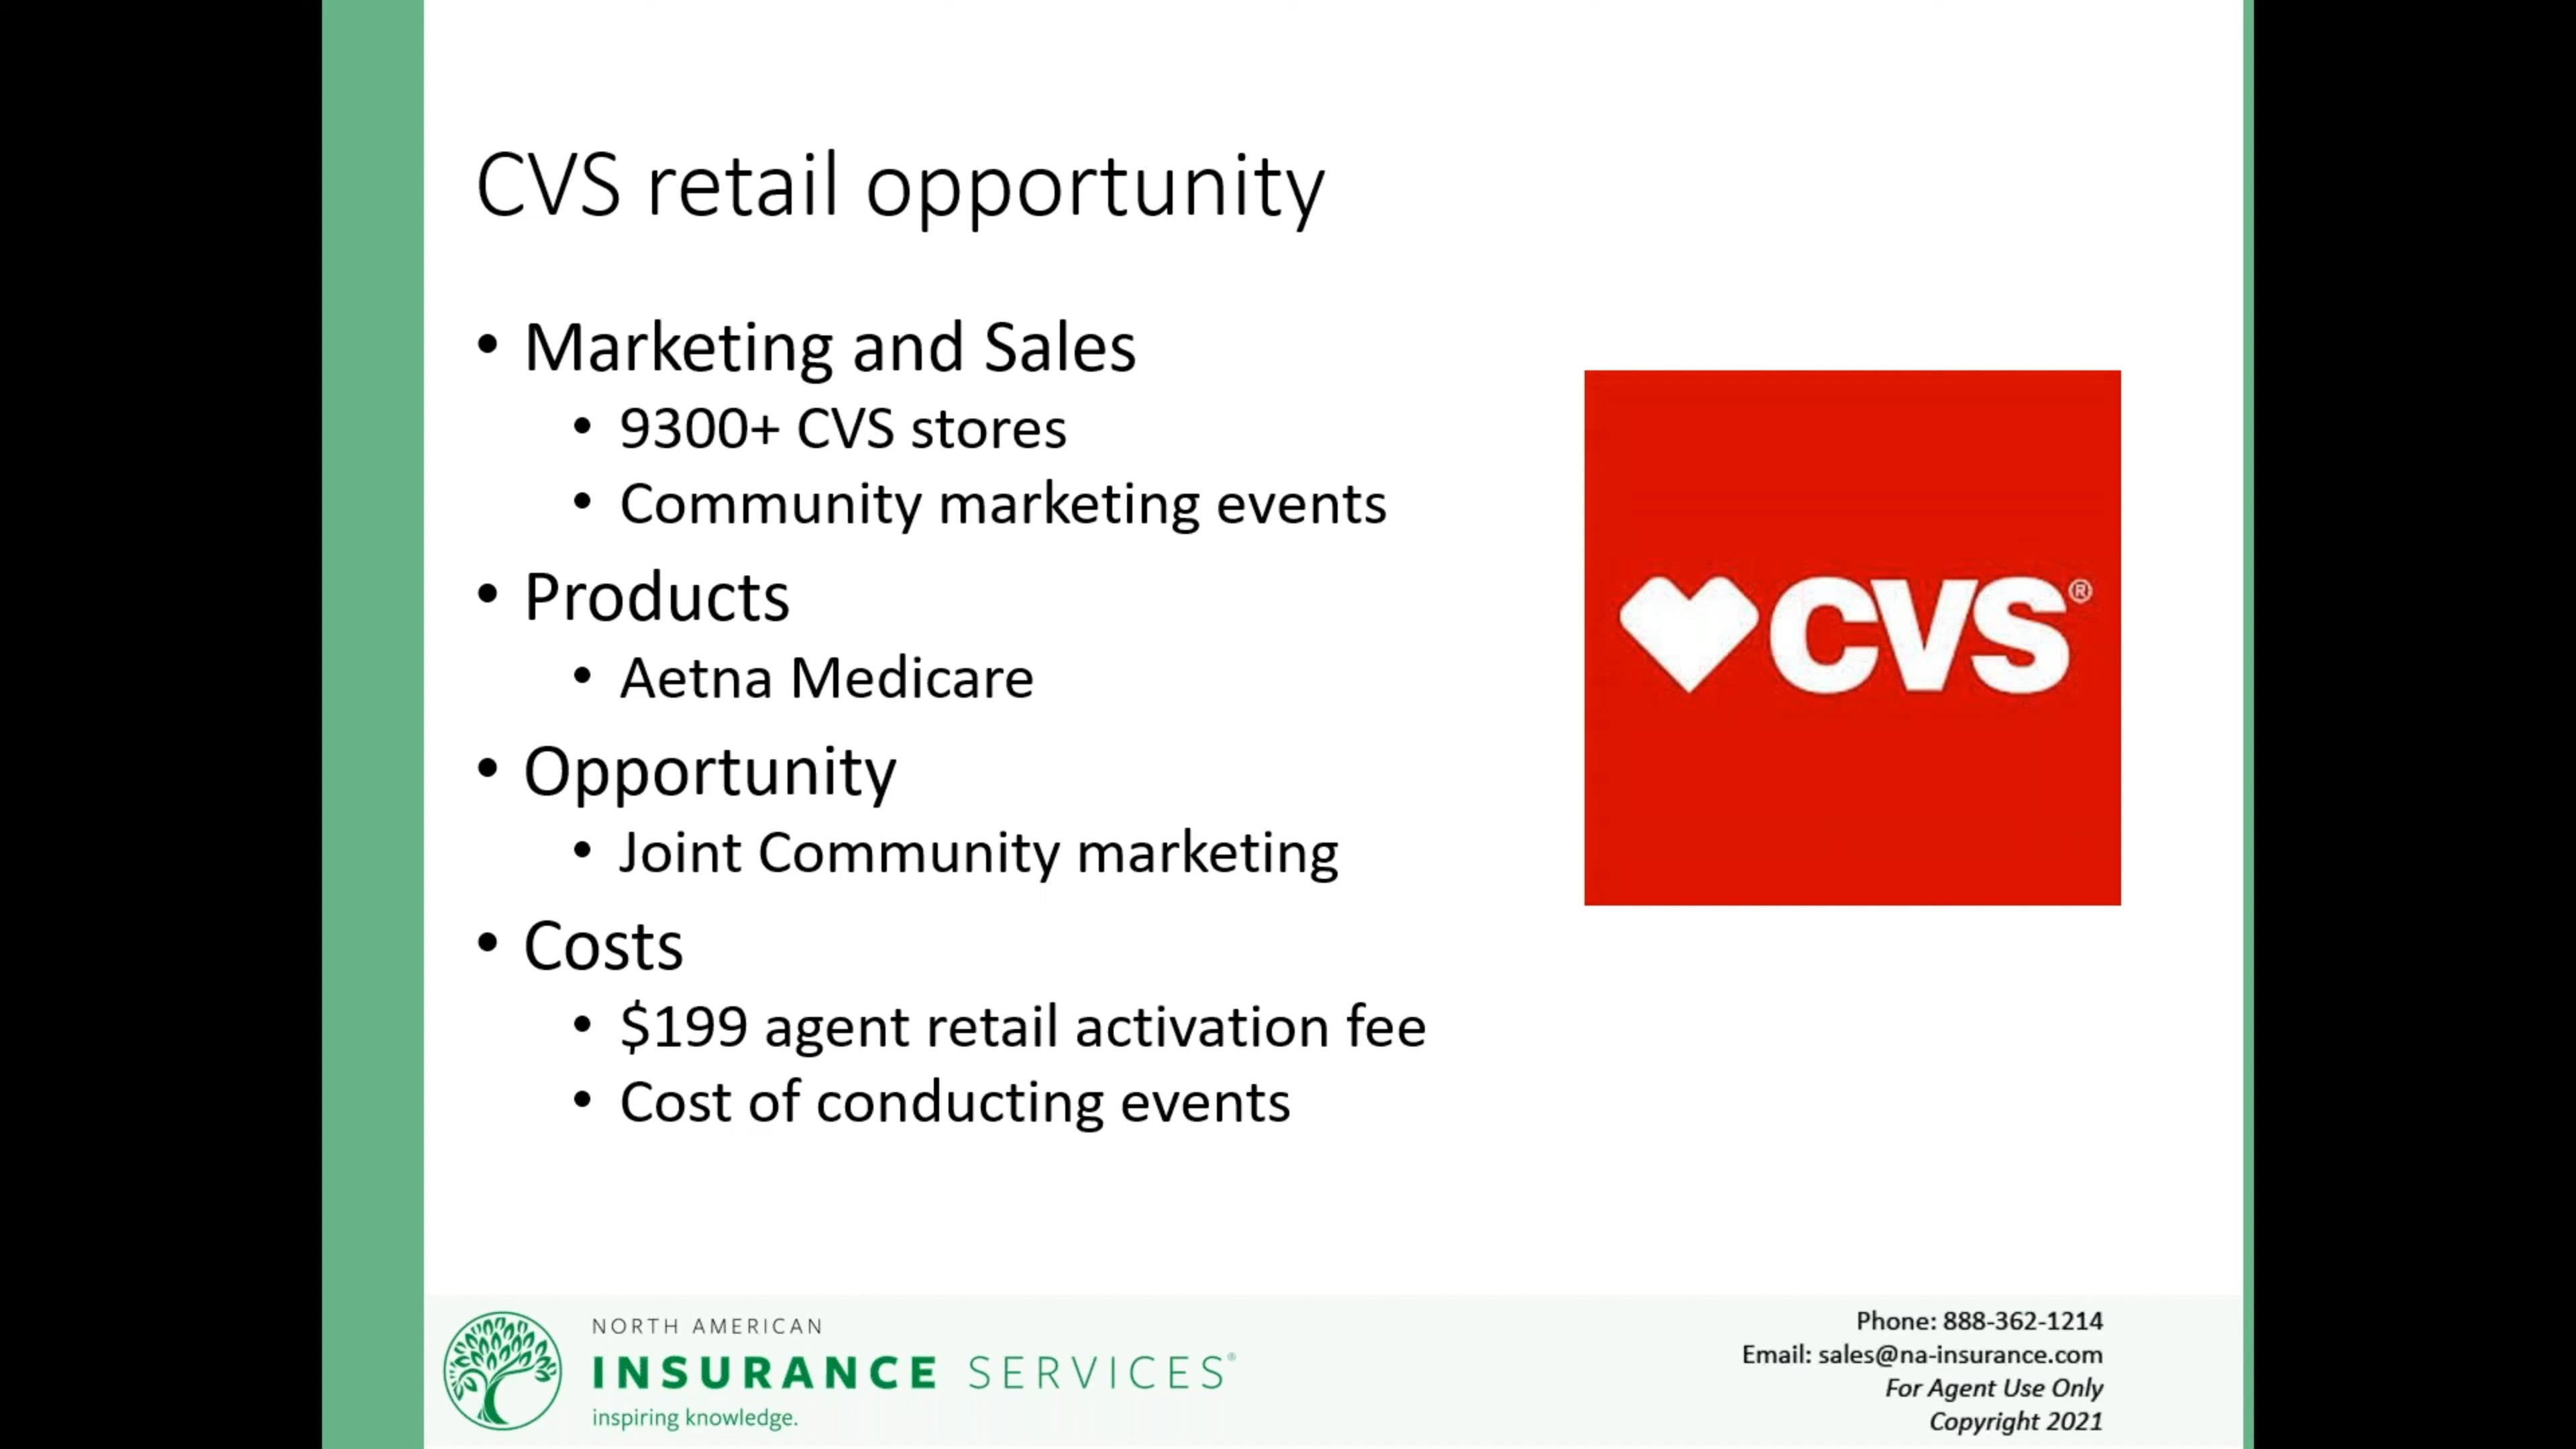 CVS retail opportunity
• Marketing and Sales
• 9300+ CVS stores
• Community marketing events
• Products
• Aetna Medicare
• Opportunity
• Joint Community marketing
• Costs
• $199 agent retail activation fee
• Cost of conducting events
CVS®
NORTH AMERICAN
INSURANCE SERVICES®
inspiring knowledge.
Phone: 888-362-1214
Email: sales@na-insurance.com
For Agent Use Only
Copyright 2021